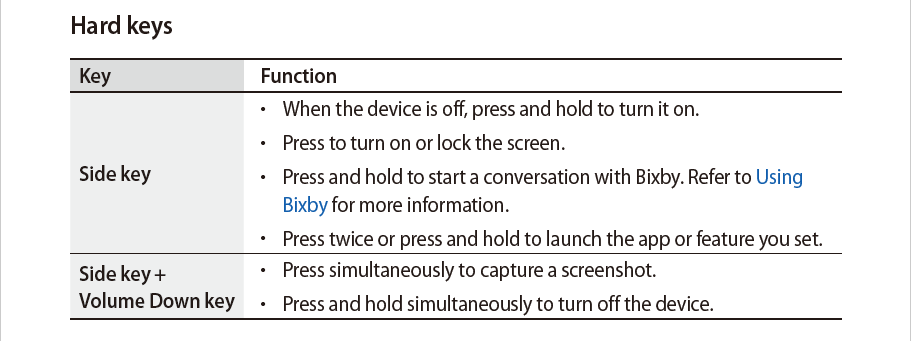 Hard keys
Key Function
Side key
• When the device is off, press and hold to turn it on.
• Press to turn on or lock the screen.
• Press and hold to start a conversation with Bixby. Refer to Using
Bixby for more information.
• Press twice or press and hold to launch the app or feature you set.
Side key +
Volume Down key
• Press simultaneously to capture a screenshot.
• Press and hold simultaneously to turn off the device.